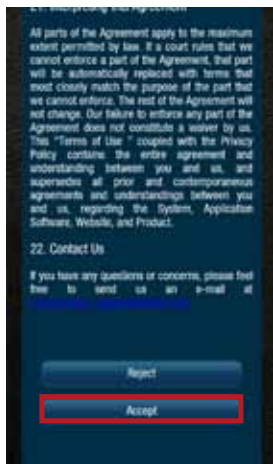 21. Interpreting this Agreement
All parts of the Agreement apply to the maximum
extent permitted by law. If a court rules that we
cannot enforce a part of the Agreement, that part
will be automatically replaced with terms that
most closely match the purpose of the part that
we cannot enforce. The rest of the Agreement will
not change. Our failure to enforce any part of the
Agreement does not constitute a waiver by us.
This "Terms of Use " coupled with the Privacy
Policy contains the entire agreement and
understanding between you and us, and
supersedes all prior and contemporaneous
agreements and understandings between you
and us, regarding the System, Application
Software, Website, and Product.
22. Contact Us
If you have any questions or concerns, please feel
free to send us an e-mail at
Reject
Accept